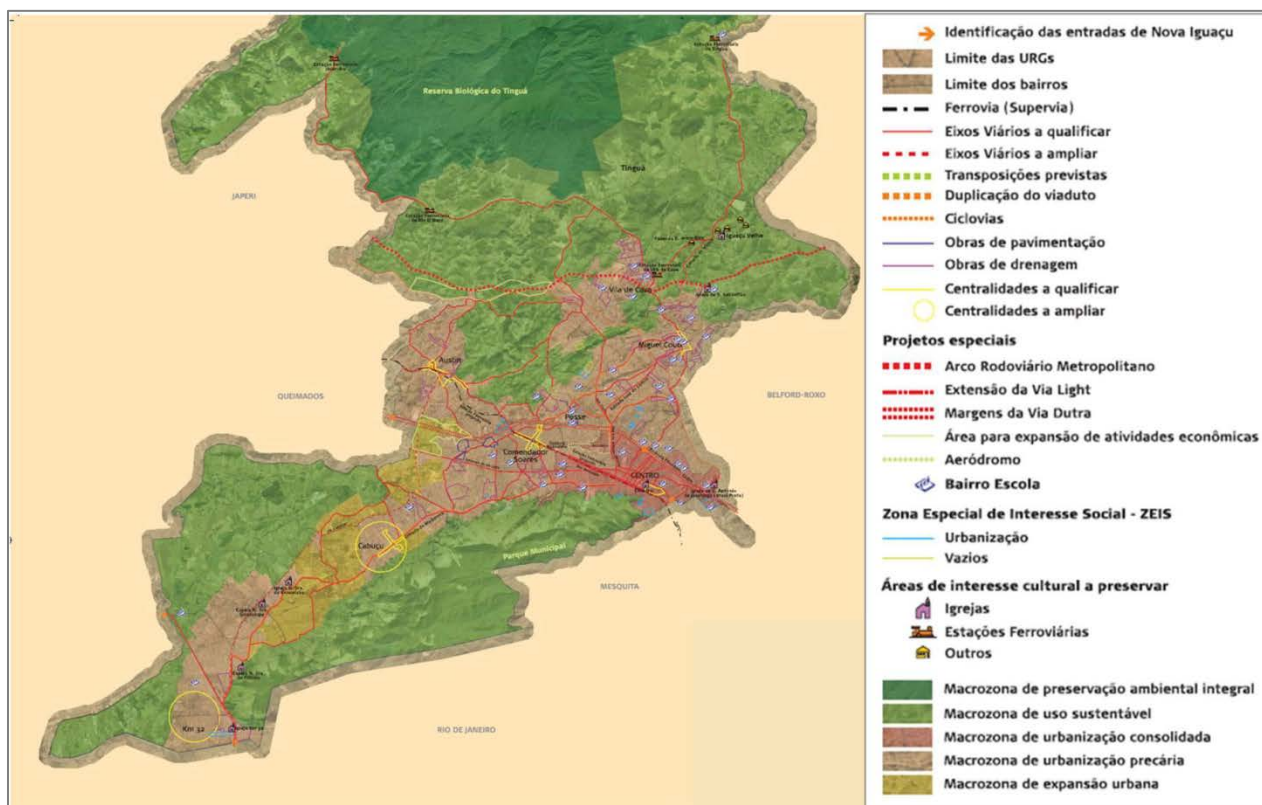 Reserva Biológica do Tinguá
Tinguá
JAPERI
Vila de Cava
Miguel Couto
Austin
QUEIMADOS
BELFORD-ROXO
Posse
Comendador
Soares
CENTRO
Cabuçu
Parque Municipal
MESQUITA
Km 32
RIO DE JANEIRO
Identificação das entradas de Nova Iguaçu
Limite das URGs
Limite dos bairros
Ferrovia (Supervia)
Eixos Viários a qualificar
Eixos Viários a ampliar
Transposições previstas
Duplicação do viaduto
Ciclovias
Obras de pavimentação
Obras de drenagem
Centralidades a qualificar
Centralidades a ampliar
Projetos especiais
Arco Rodoviário Metropolitano
Extensão da Via Light
Margens da Via Dutra
Área para expansão de atividades econômicas
Aeródromo
Bairro Escola
Zona Especial de Interesse Social - ZEIS
Urbanização
Vazios
Áreas de interesse cultural a preservar
Igrejas
Estações Ferroviárias
Outros
Macrozona de preservação ambiental integral
Macrozona de uso sustentável
Macrozona de urbanização consolidada
Macrozona de urbanização precária
Macrozona de expansão urbana